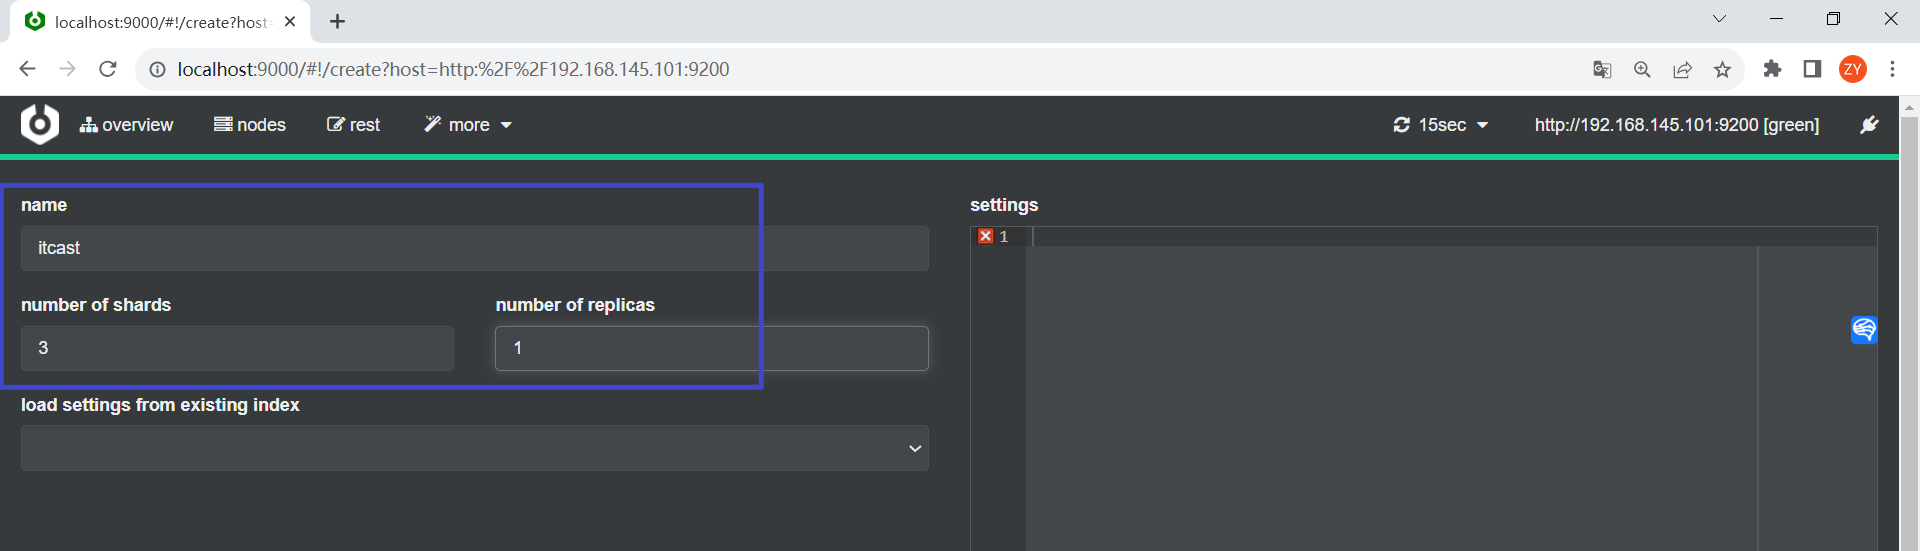 localhost:9000/#!/create?host=
localhost:9000/#!/create?host=http:%2F%2F192.168.145.101:9200
ZY
overview nodes rest more 15sec http://192.168.145.101:9200 [green]
name
itcast
number of shards number of replicas
3 1
load settings from existing index
settings
1